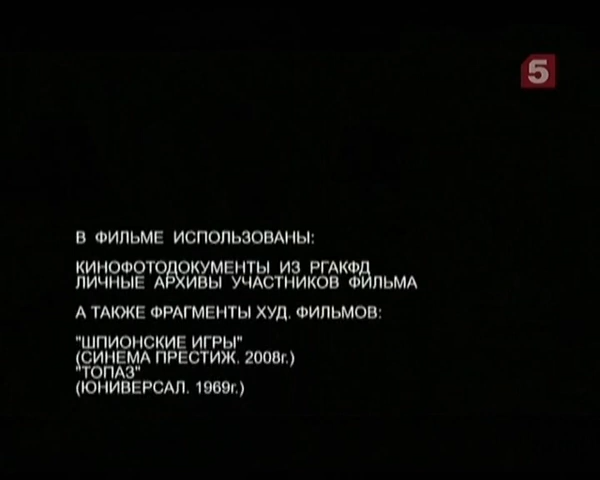 5
В ФИЛЬМЕ ИСПОЛЬЗОВАНЫ:
КИНОФОТОДОКУМЕНТЫ ИЗ РГАКФД
ЛИЧНЫЕ АРХИВЫ УЧАСТНИКОВ ФИЛЬМА
А ТАКЖЕ ФРАГМЕНТЫ ХУД. ФИЛЬМОВ:
"ШПИОНСКИЕ ИГРЫ"
(СИНЕМА ПРЕСТИЖ. 2008г.)
"ТОПАЗ"
(ЮНИВЕРСАЛ. 1969г.)